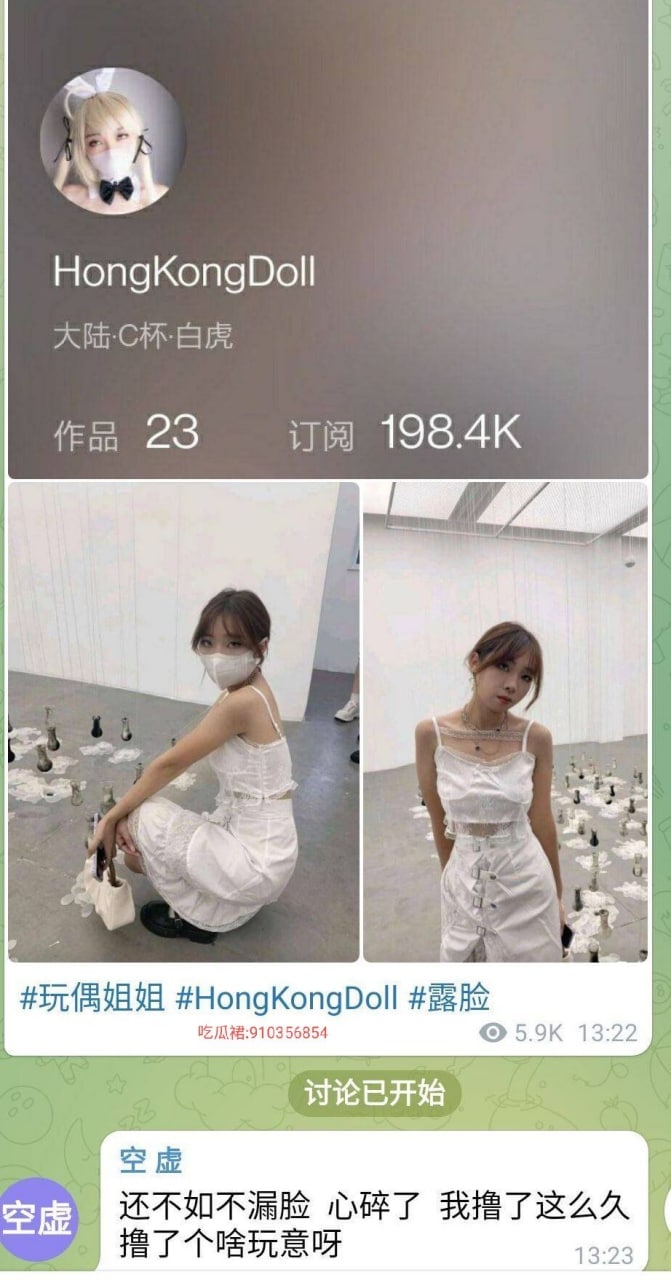 HongKongDoll
大陆·C杯·白虎
作品 23 订阅 198.4K
#玩偶姐姐 #HongKongDoll #露脸
吃瓜裙:910356854
5.9K 13:22
讨论已开始
空 虚
空虚
还不如不漏脸 心碎了 我撸了这么久
撸了个啥玩意呀
13:23